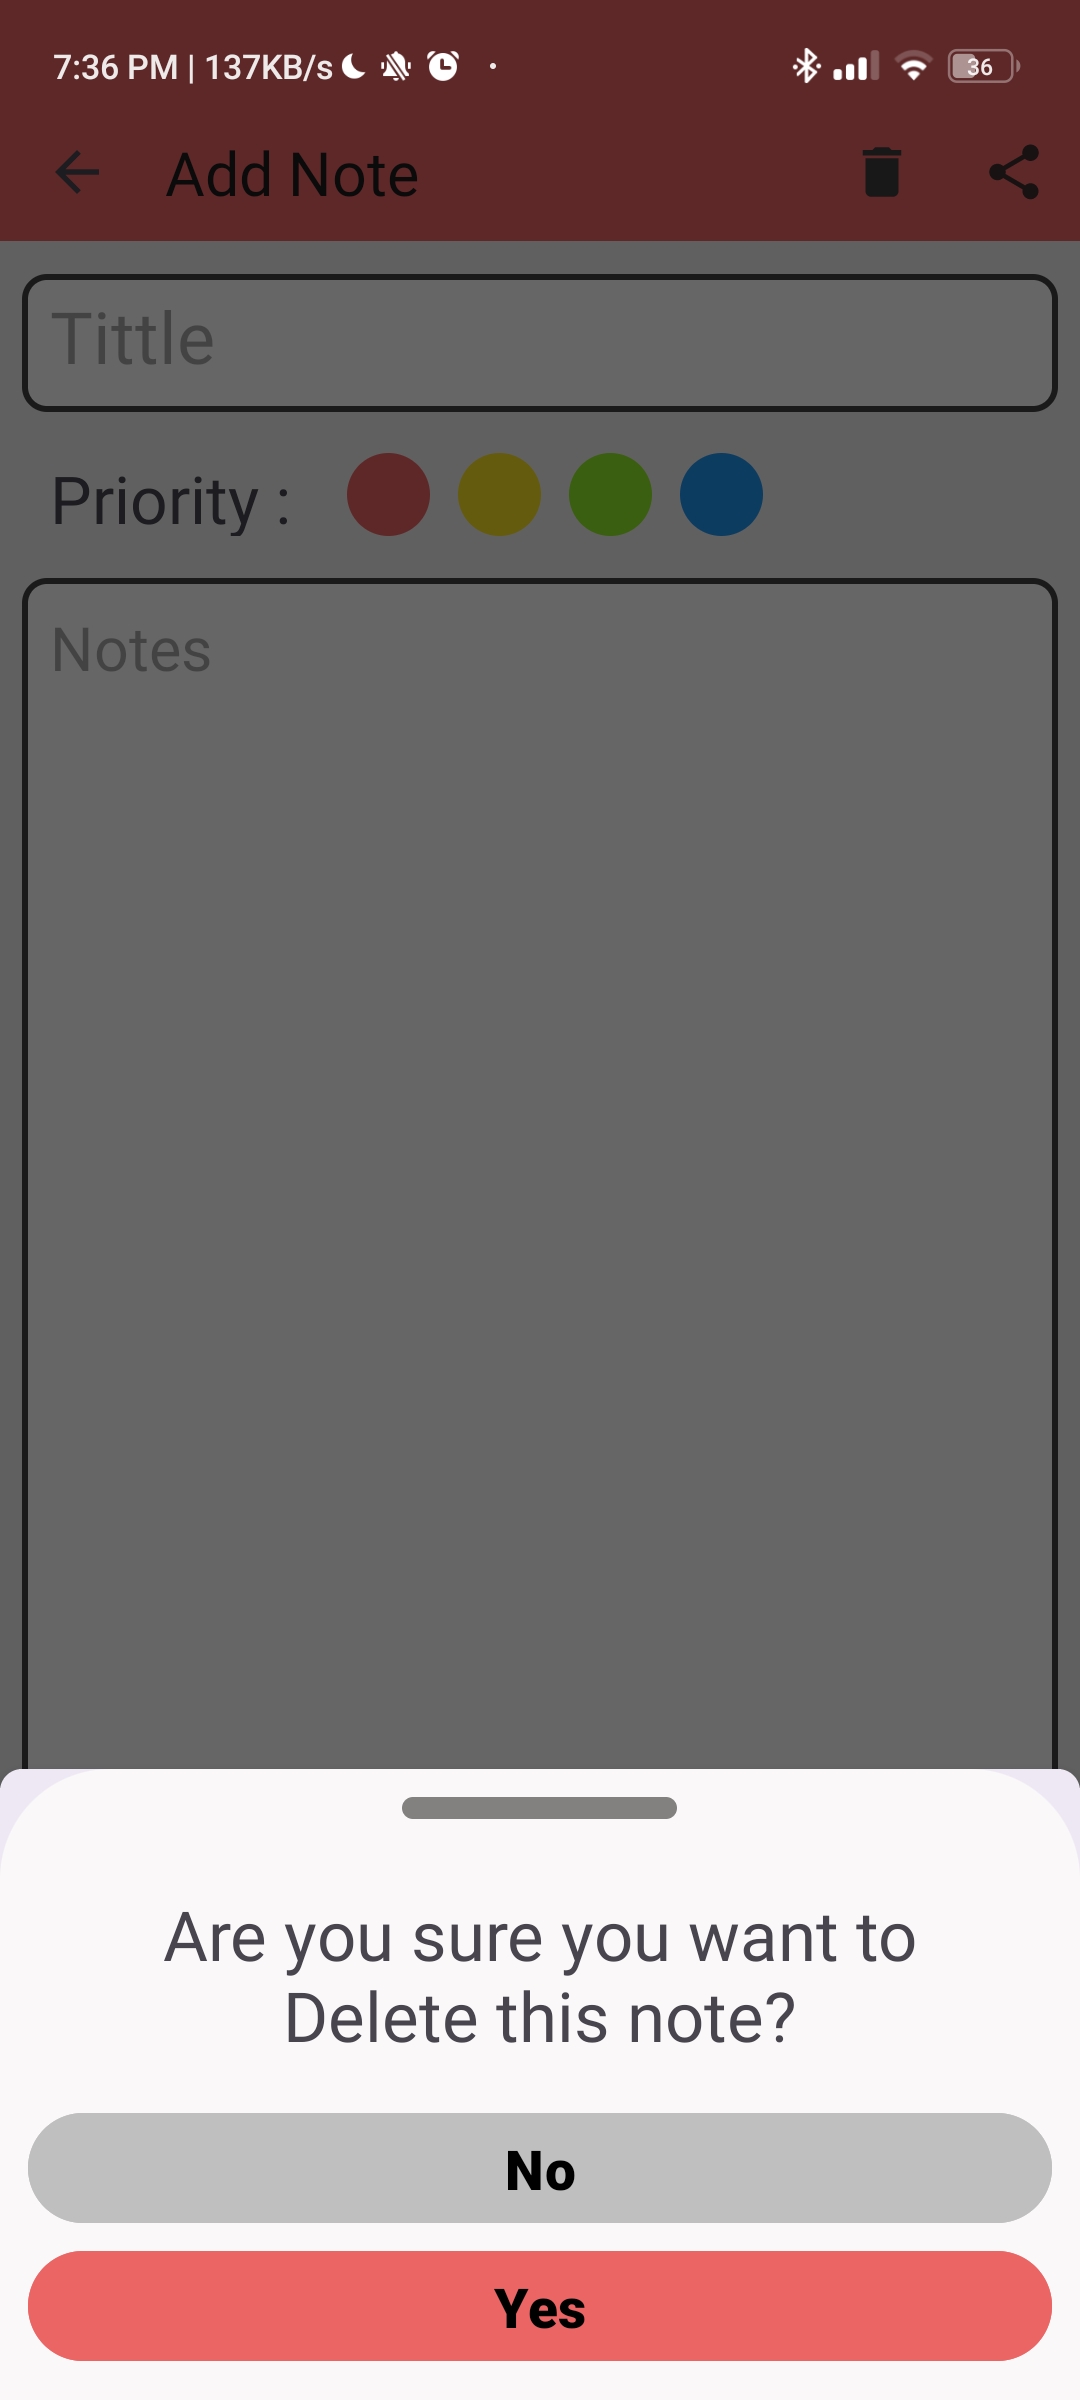 7:36 PM | 137KB/s
36
Add Note
Tittle
Priority :
Notes
Are you sure you want to
Delete this note?
No
Yes